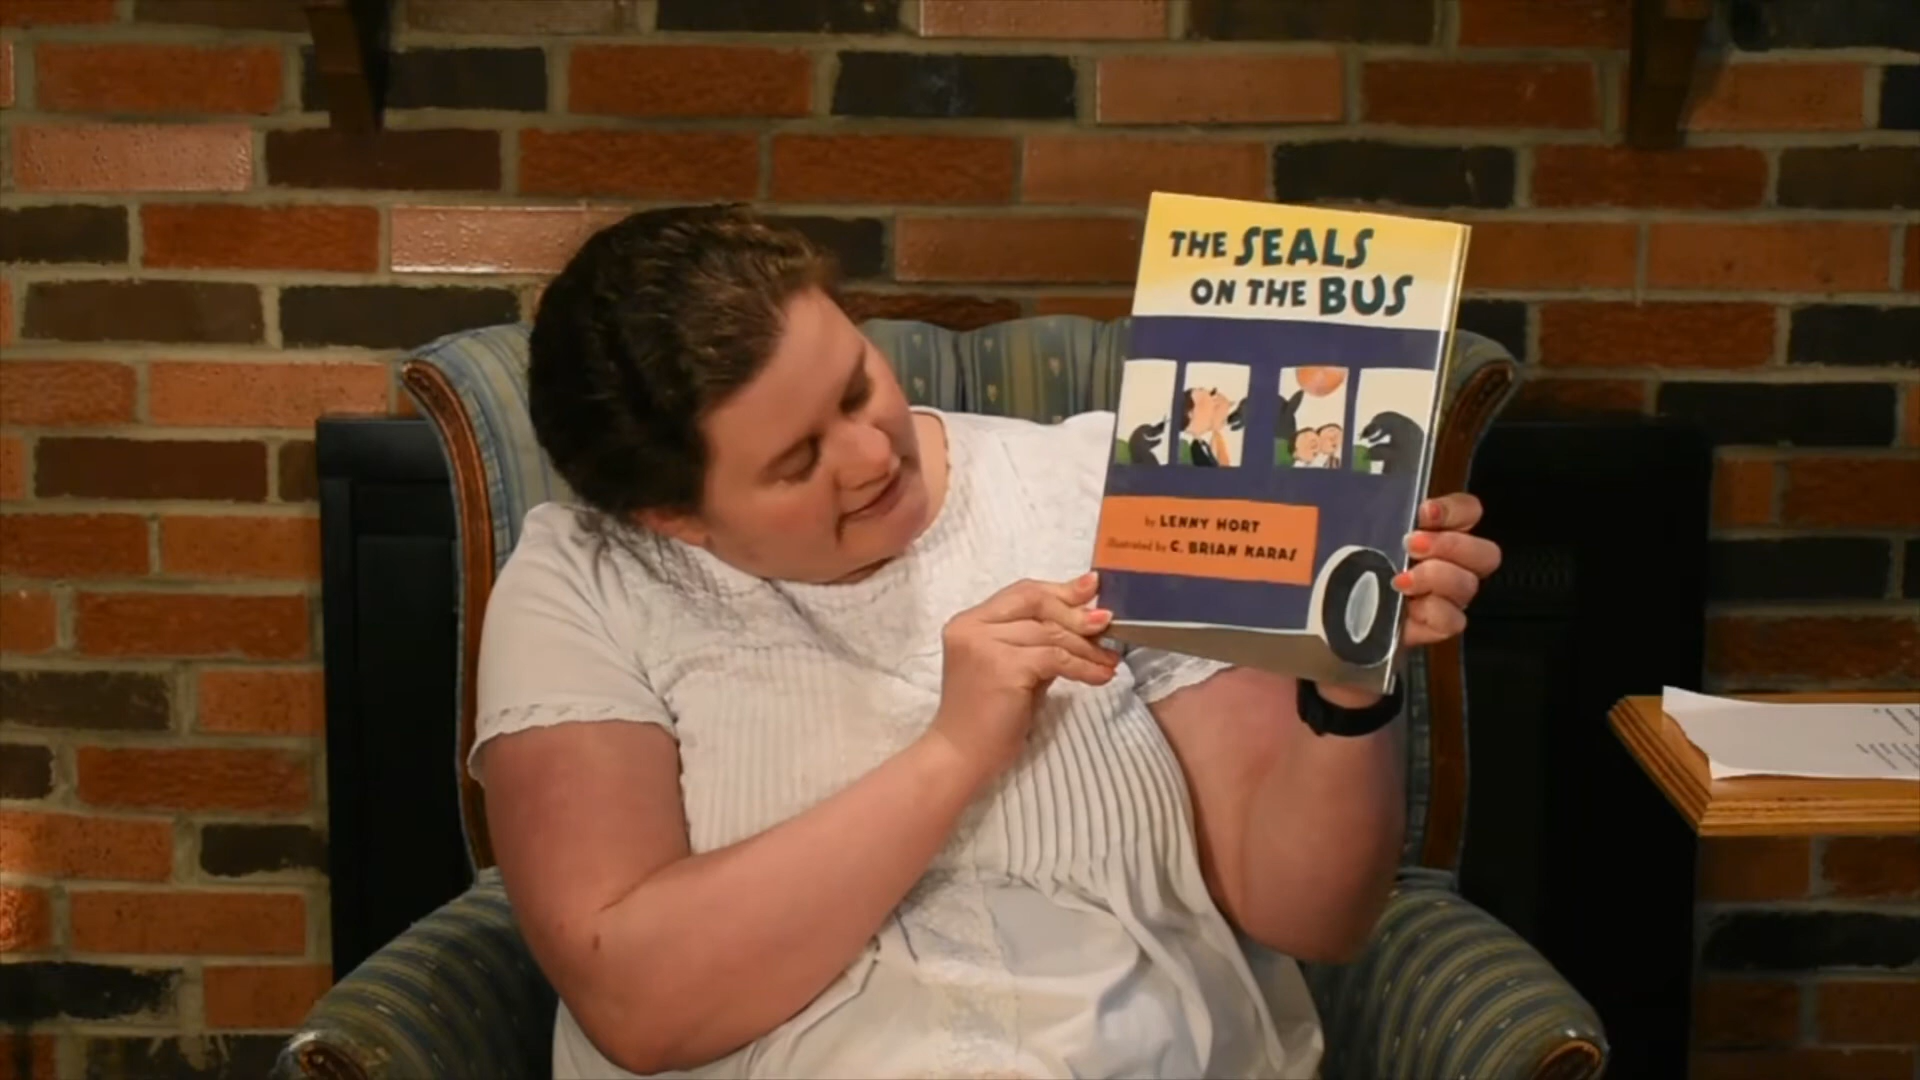 THE SEALS
ON THE BUS
by LENNY HORT
illustrated by C. BRIAN KARAS